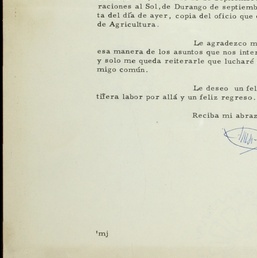 raciones al Sol, de Durango de septiemb
ta del día de ayer, copia del oficio que
de Agricultura.
Le agradezco m
esa manera de los asuntos que nos inter
y solo me queda reiterarle que lucharé
migo común.
Le deseo un fel
tífera labor por allá y un feliz regreso.
Reciba mi abraz
'mj